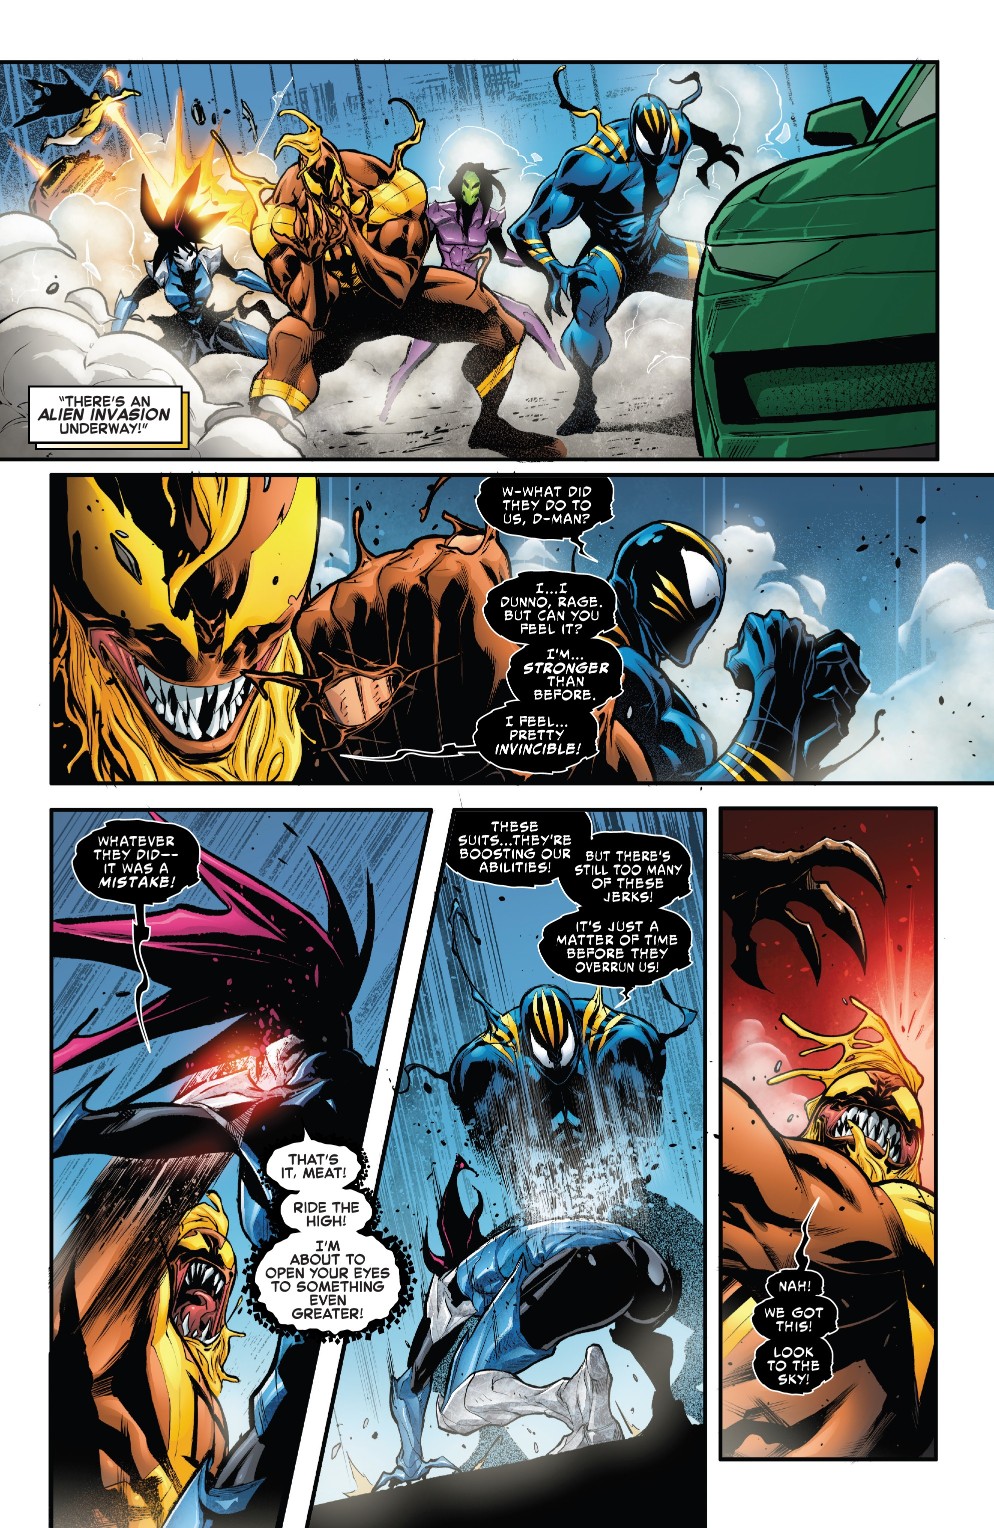 "THERE'S AN
ALIEN INVASION
UNDERWAY!"
W-WHAT DID
THEY DO TO
US, D-MAN?
I...I
DUNNO, RAGE.
BUT CAN YOU
FEEL IT?
I'M...
STRONGER
THAN
BEFORE.
I FEEL...
PRETTY
INVINCIBLE!
WHATEVER
THEY DID--
IT WAS A
MISTAKE!
THAT'S
IT, MEAT!
RIDE THE
HIGH!
I'M
ABOUT TO
OPEN YOUR EYES
TO SOMETHING
EVEN
GREATER!
THESE
SUITS...THEY'RE
BOOSTING OUR
ABILITIES!
BUT THERE'S
STILL TOO MANY
OF THESE
JERKS!
IT'S JUST A
MATTER OF TIME
BEFORE THEY
OVERRUN US!
NAH!
WE GOT
THIS!
LOOK
TO THE
SKY!